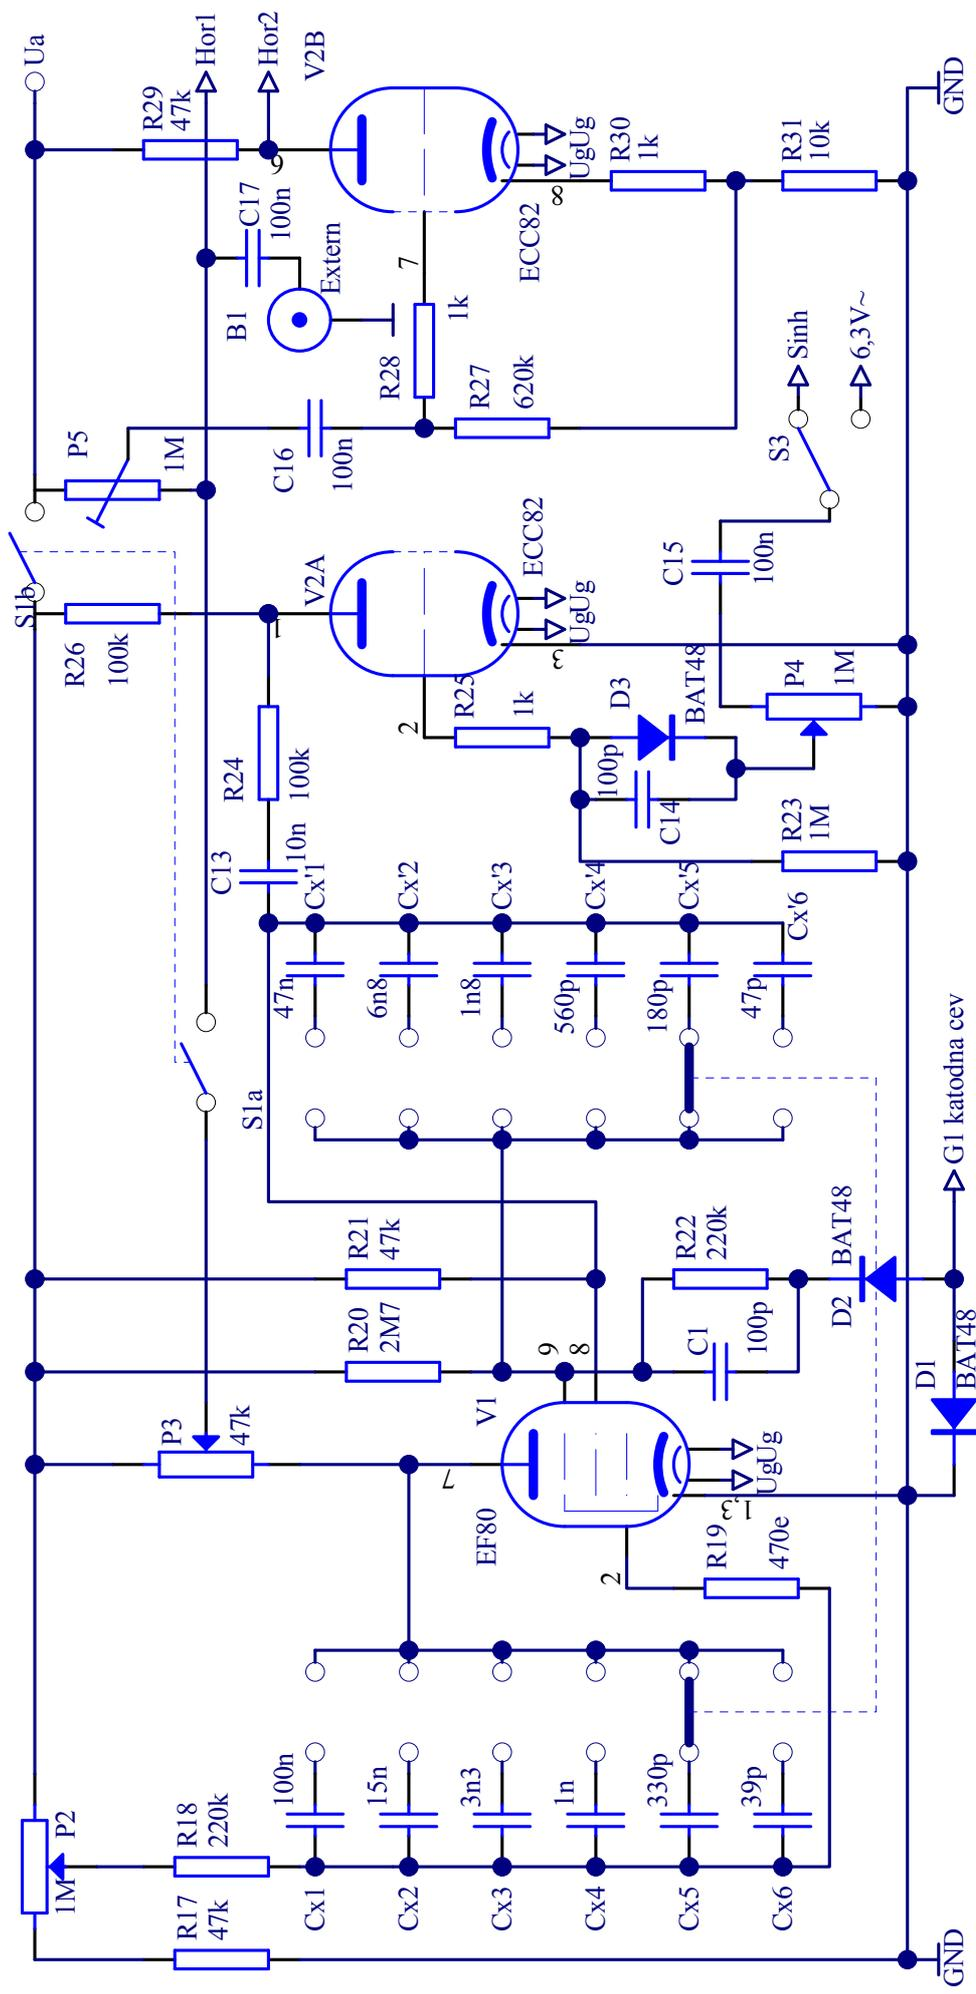 Ua
Hor1
Hor2
V2B
R29
47k
6
C17
100n
Extern
B1
P5
1M
C16
100n
R28
1k
7
R27
620k
ECC82
8
UgUg
R30
1k
R31
10k
GND
S3
Sinh
6,3V~
S1b
R26
100k
1
V2A
ECC82
3
UgUg
2
R25
1k
D3
BAT48
100p
C14
C15
100n
P4
1M
R23
1M
R24
100k
C13
10n
Cx'1
Cx'2
Cx'3
Cx'4
Cx'5
Cx'6
47n
6n8
1n8
560p
180p
47p
S1a
R21
47k
R20
2M7
P3
47k
9
8
V1
7
EF80
2
1,3
UgUg
R22
220k
C1
100p
R19
470e
D2
BAT48
D1
BAT48
G1 katodna cev
P2
1M
R18
220k
R17
47k
100n
15n
3n3
1n
330p
39p
Cx1
Cx2
Cx3
Cx4
Cx5
Cx6
GND